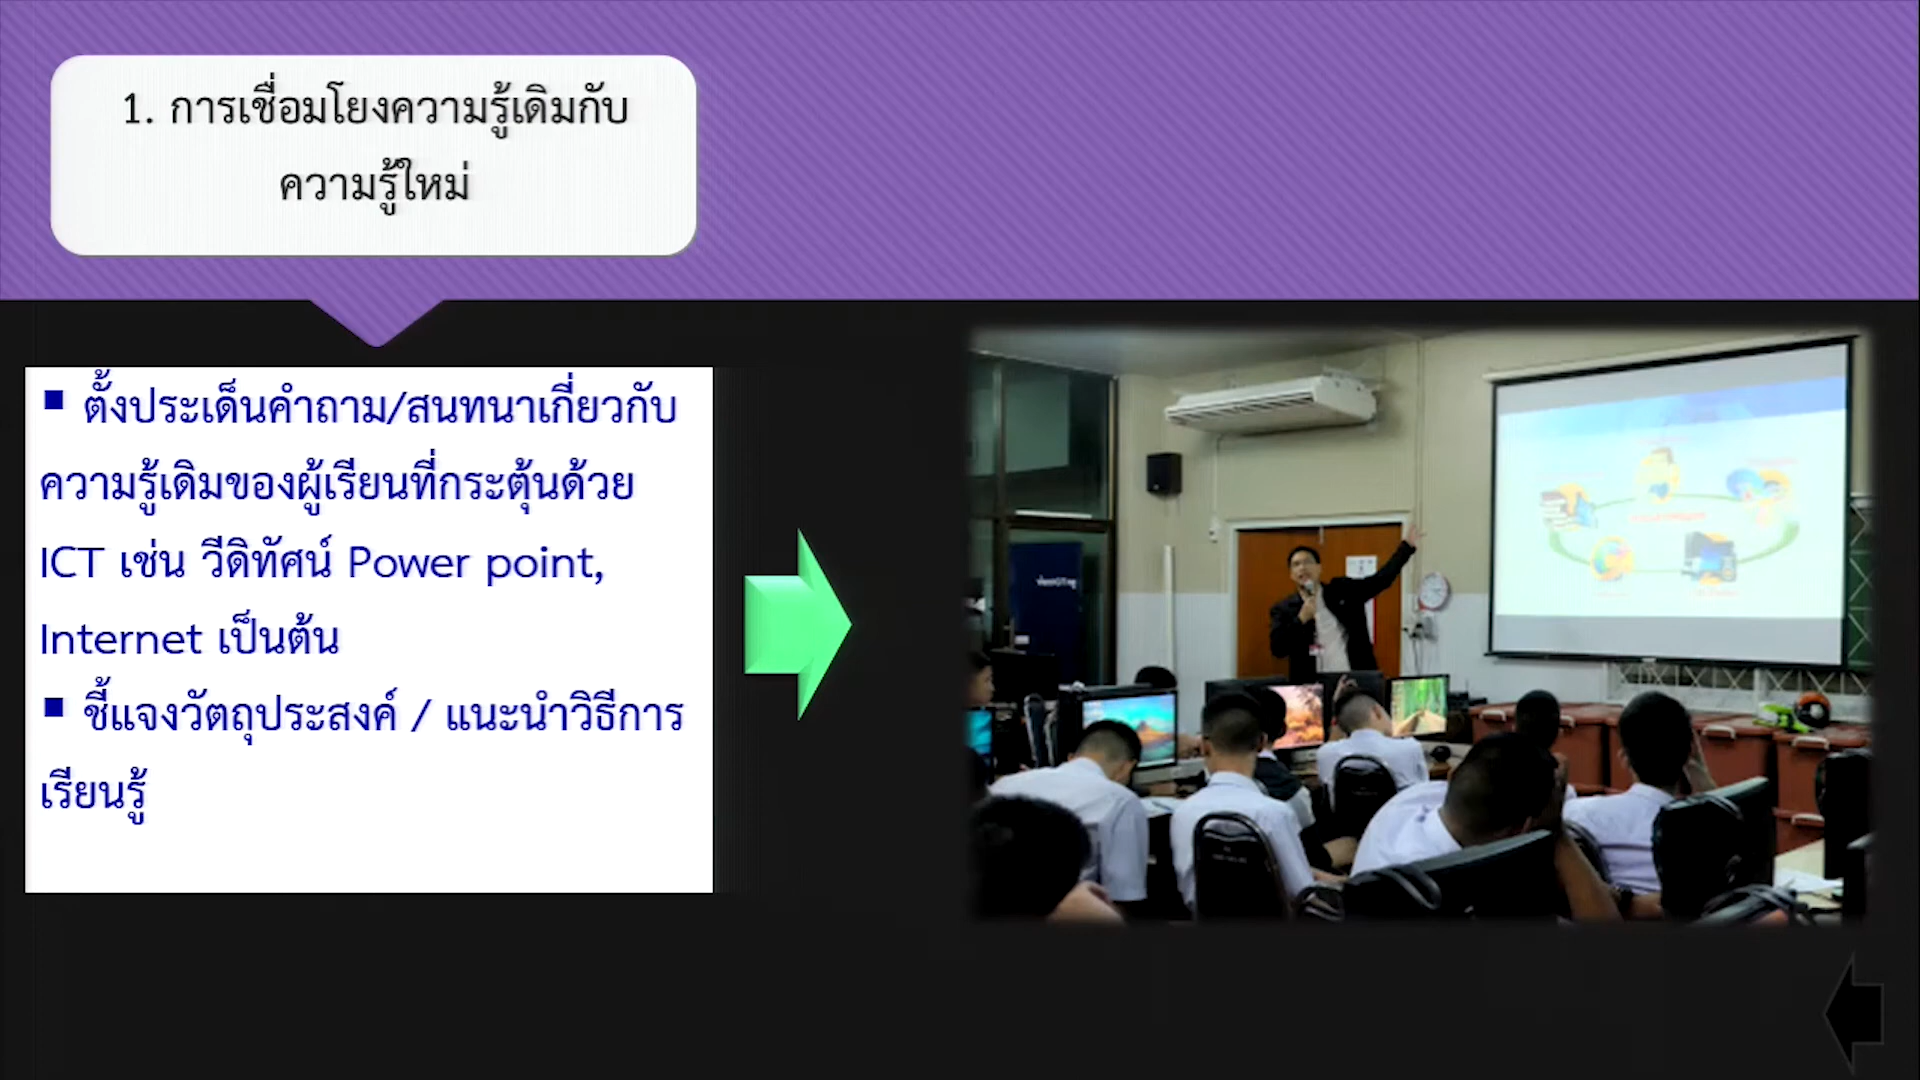 1. การเชื่อมโยงความรู้เดิมกับ
ความรู้ใหม่
▪ ตั้งประเด็นคำถาม/สนทนาเกี่ยวกับ
ความรู้เดิมของผู้เรียนที่กระตุ้นด้วย
ICT เช่น วีดิทัศน์ Power point,
Internet เป็นต้น
▪ ชี้แจงวัตถุประสงค์ / แนะนำวิธีการ
เรียนรู้